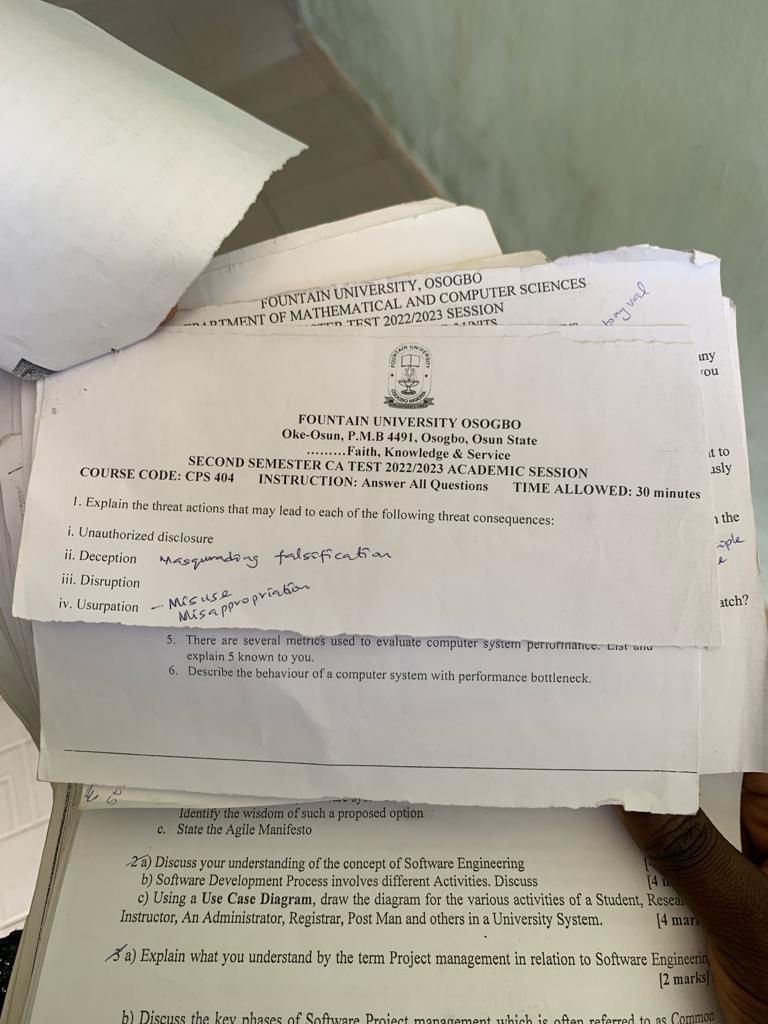 FOUNTAIN UNIVERSITY, OSOGBO
DEPARTMENT OF MATHEMATICAL AND COMPUTER SCIENCES
TEST 2022/2023 SESSION
UNITS
any
you
FOUNTAIN UNIVERSITY
FOUNTAIN UNIVERSITY OSOGBO
Oke-Osun, P.M.B 4491, Osogbo, Osun State
.........Faith, Knowledge & Service
SECOND SEMESTER CA TEST 2022/2023 ACADEMIC SESSION
COURSE CODE: CPS 404 INSTRUCTION: Answer All Questions TIME ALLOWED: 30 minutes
1. Explain the threat actions that may lead to each of the following threat consequences:
i. Unauthorized disclosure
ii. Deception Masqurading falsification
iii. Disruption
iv. Usurpation – Misuse
Misappropriation
t to
usly
the
atch?
5. There are several metrics used to evaluate computer system performance. List and
explain 5 known to you.
6. Describe the behaviour of a computer system with performance bottleneck.
Identify the wisdom of such a proposed option
c. State the Agile Manifesto
2 a) Discuss your understanding of the concept of Software Engineering
b) Software Development Process involves different Activities. Discuss [4
c) Using a Use Case Diagram, draw the diagram for the various activities of a Student, Resea
Instructor, An Administrator, Registrar, Post Man and others in a University System. [4 mar
3 a) Explain what you understand by the term Project management in relation to Software Engineerin
[2 marks]
b) Discuss the key phases of Software Project management which is often referred to as Common